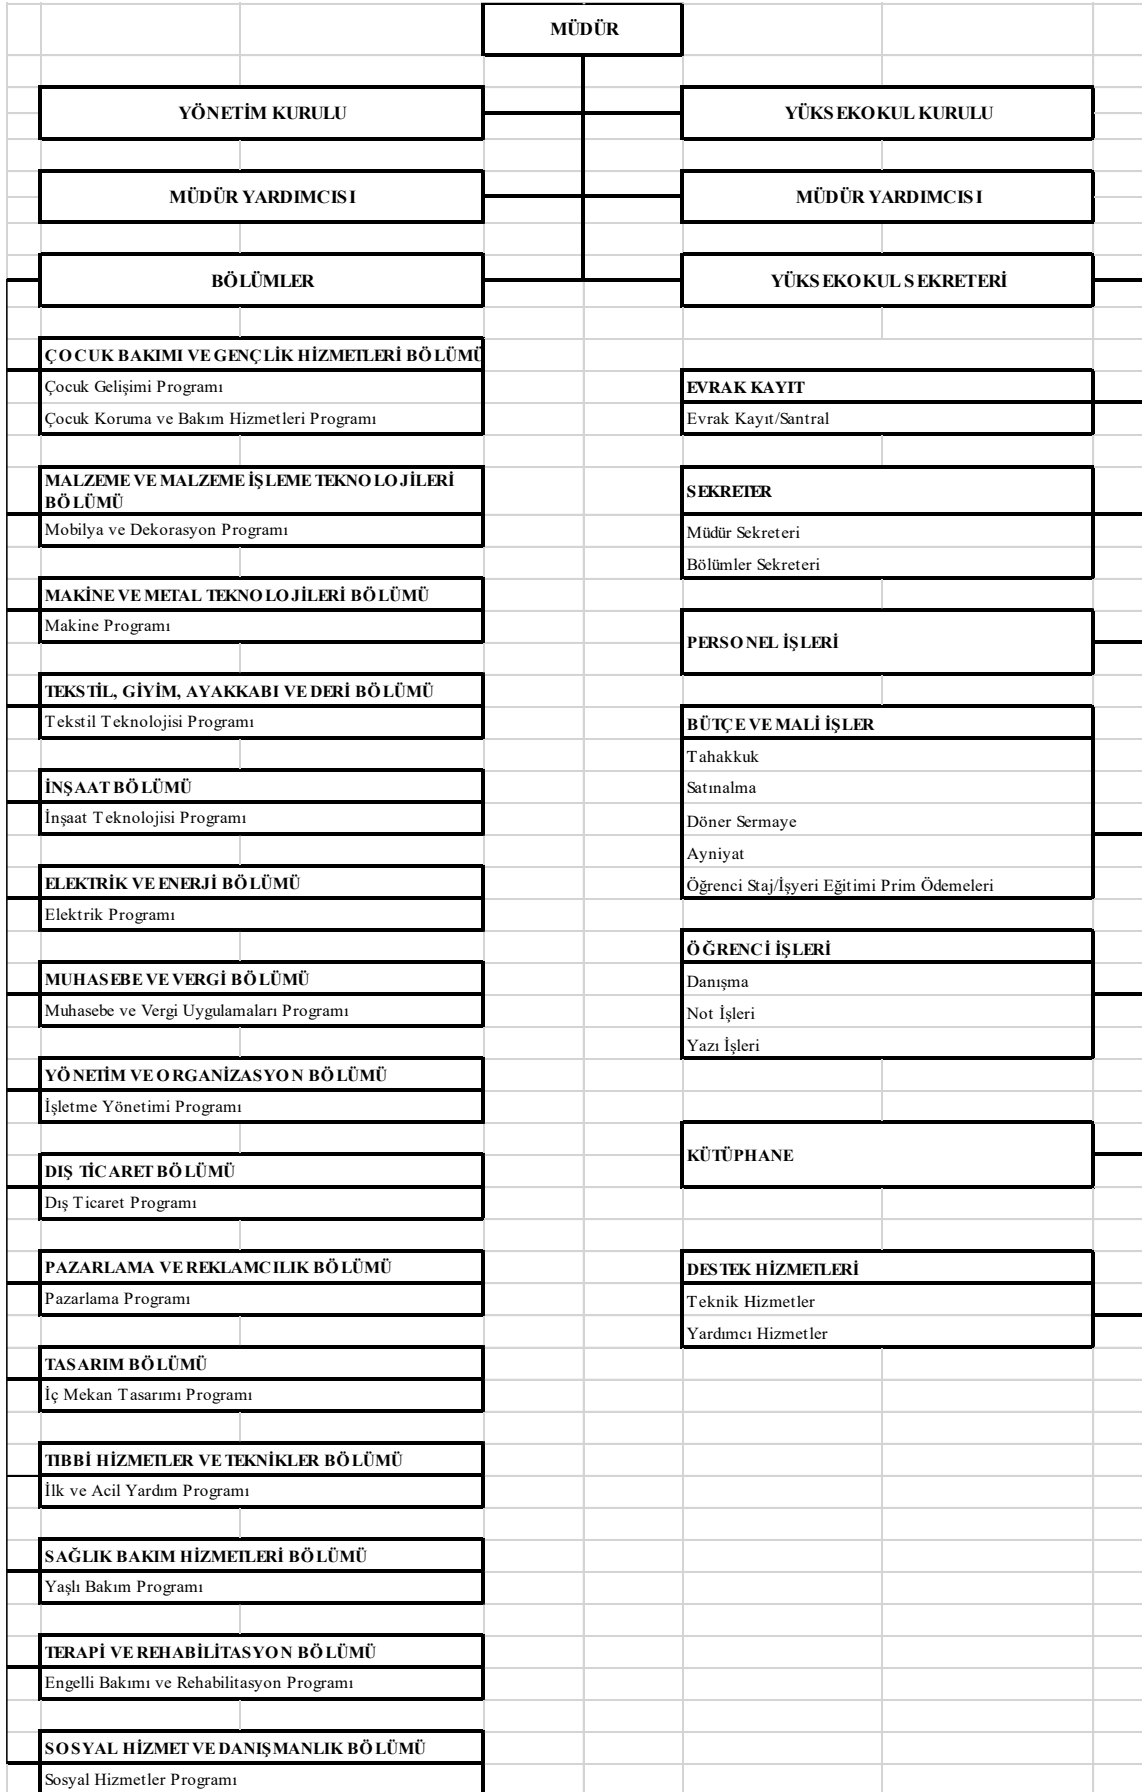 MÜDÜR
YÖNETİM KURULU
YÜKSEKOKUL KURULU
MÜDÜR YARDIMCISI
MÜDÜR YARDIMCISI
BÖLÜMLER
YÜKSEKOKUL SEKRETERİ
ÇOCUK BAKIMI VE GENÇLİK HİZMETLERİ BÖLÜMÜ
Çocuk Gelişimi Programı
Çocuk Koruma ve Bakım Hizmetleri Programı
MALZEME VE MALZEME İŞLEME TEKNOLOJİLERİ
BÖLÜMÜ
Mobilya ve Dekorasyon Programı
MAKİNE VE METAL TEKNOLOJİLERİ BÖLÜMÜ
Makine Programı
TEKSTİL, GİYİM, AYAKKABI VE DERİ BÖLÜMÜ
Tekstil Teknolojisi Programı
İNŞAAT BÖLÜMÜ
İnşaat Teknolojisi Programı
ELEKTRİK VE ENERJİ BÖLÜMÜ
Elektrik Programı
MUHASEBE VE VERGİ BÖLÜMÜ
Muhasebe ve Vergi Uygulamaları Programı
YÖNETİM VE ORGANİZASYON BÖLÜMÜ
İşletme Yönetimi Programı
DIŞ TİCARET BÖLÜMÜ
Dış Ticaret Programı
PAZARLAMA VE REKLAMCILIK BÖLÜMÜ
Pazarlama Programı
TASARIM BÖLÜMÜ
İç Mekan Tasarımı Programı
TIBBİ HİZMETLER VE TEKNİKLER BÖLÜMÜ
İlk ve Acil Yardım Programı
SAĞLIK BAKIM HİZMETLERİ BÖLÜMÜ
Yaşlı Bakım Programı
TERAPİ VE REHABİLİTASYON BÖLÜMÜ
Engelli Bakımı ve Rehabilitasyon Programı
SOSYAL HİZMET VE DANIŞMANLIK BÖLÜMÜ
Sosyal Hizmetler Programı
EVRAK KAYIT
Evrak Kayıt/Santral
SEKRETER
Müdür Sekreteri
Bölümler Sekreteri
PERSONEL İŞLERİ
BÜTÇE VE MALİ İŞLER
Tahakkuk
Satınalma
Döner Sermaye
Ayniyat
Öğrenci Staj/İşyeri Eğitimi Prim Ödemeleri
ÖĞRENCİ İŞLERİ
Danışma
Not İşleri
Yazı İşleri
KÜTÜPHANE
DESTEK HİZMETLERİ
Teknik Hizmetler
Yardımcı Hizmetler